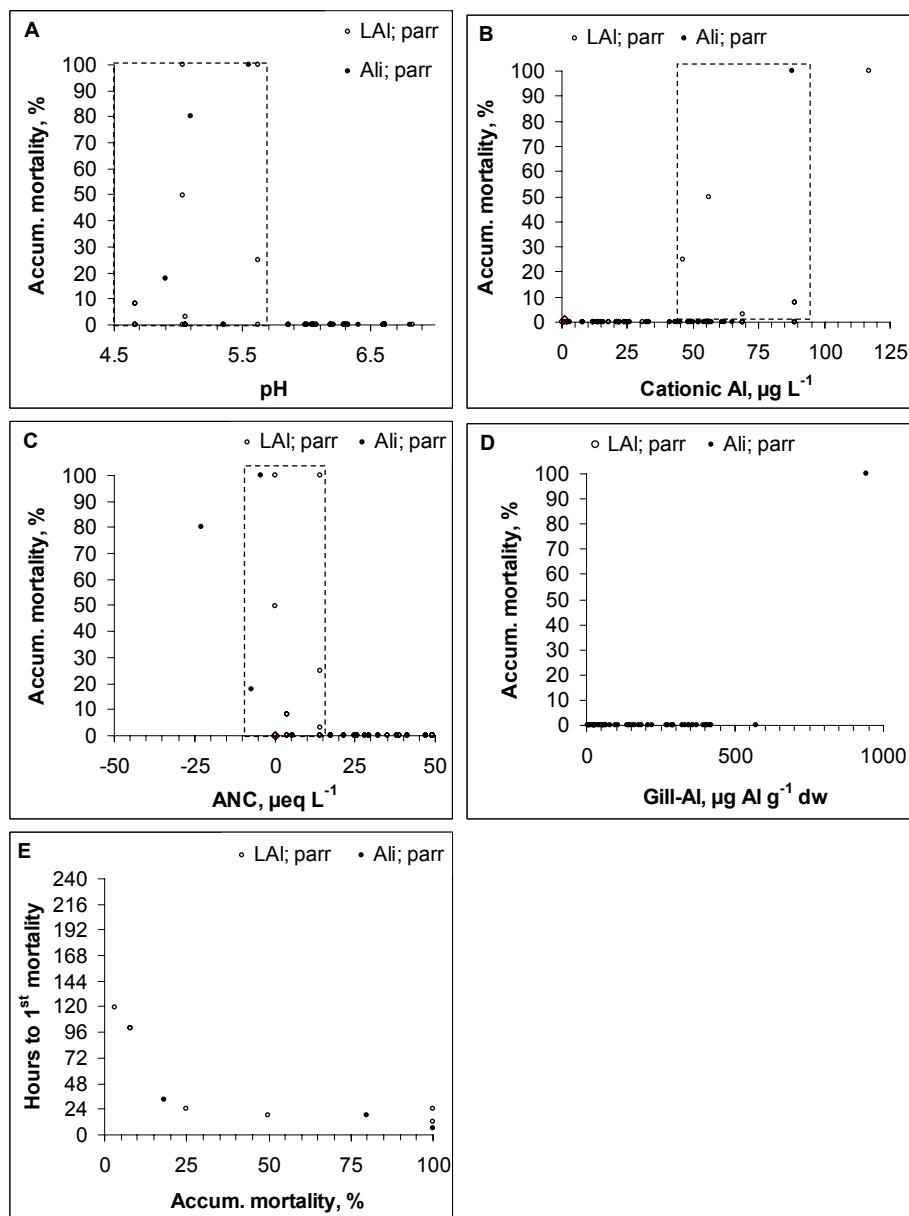 A
LAl; parr
Ali; parr
Accum. mortality, %
100
90
80
70
60
50
40
30
20
10
0
4.5 5.5 6.5
pH
B
LAl; parr Ali; parr
Accum. mortality, %
100
90
80
70
60
50
40
30
20
10
0
0 25 50 75 100 125
Cationic Al, µg L⁻¹
C
LAl; parr Ali; parr
Accum. mortality, %
100
90
80
70
60
50
40
30
20
10
0
-50 -25 0 25 50
ANC, µeq L⁻¹
D
LAl; parr Ali; parr
Accum. mortality, %
100
90
80
70
60
50
40
30
20
10
0
0 500 1000
Gill-Al, µg Al g⁻¹ dw
E
LAl; parr Ali; parr
Hours to 1ˢᵗ mortality
240
216
192
168
144
120
96
72
48
24
0
0 25 50 75 100
Accum. mortality, %